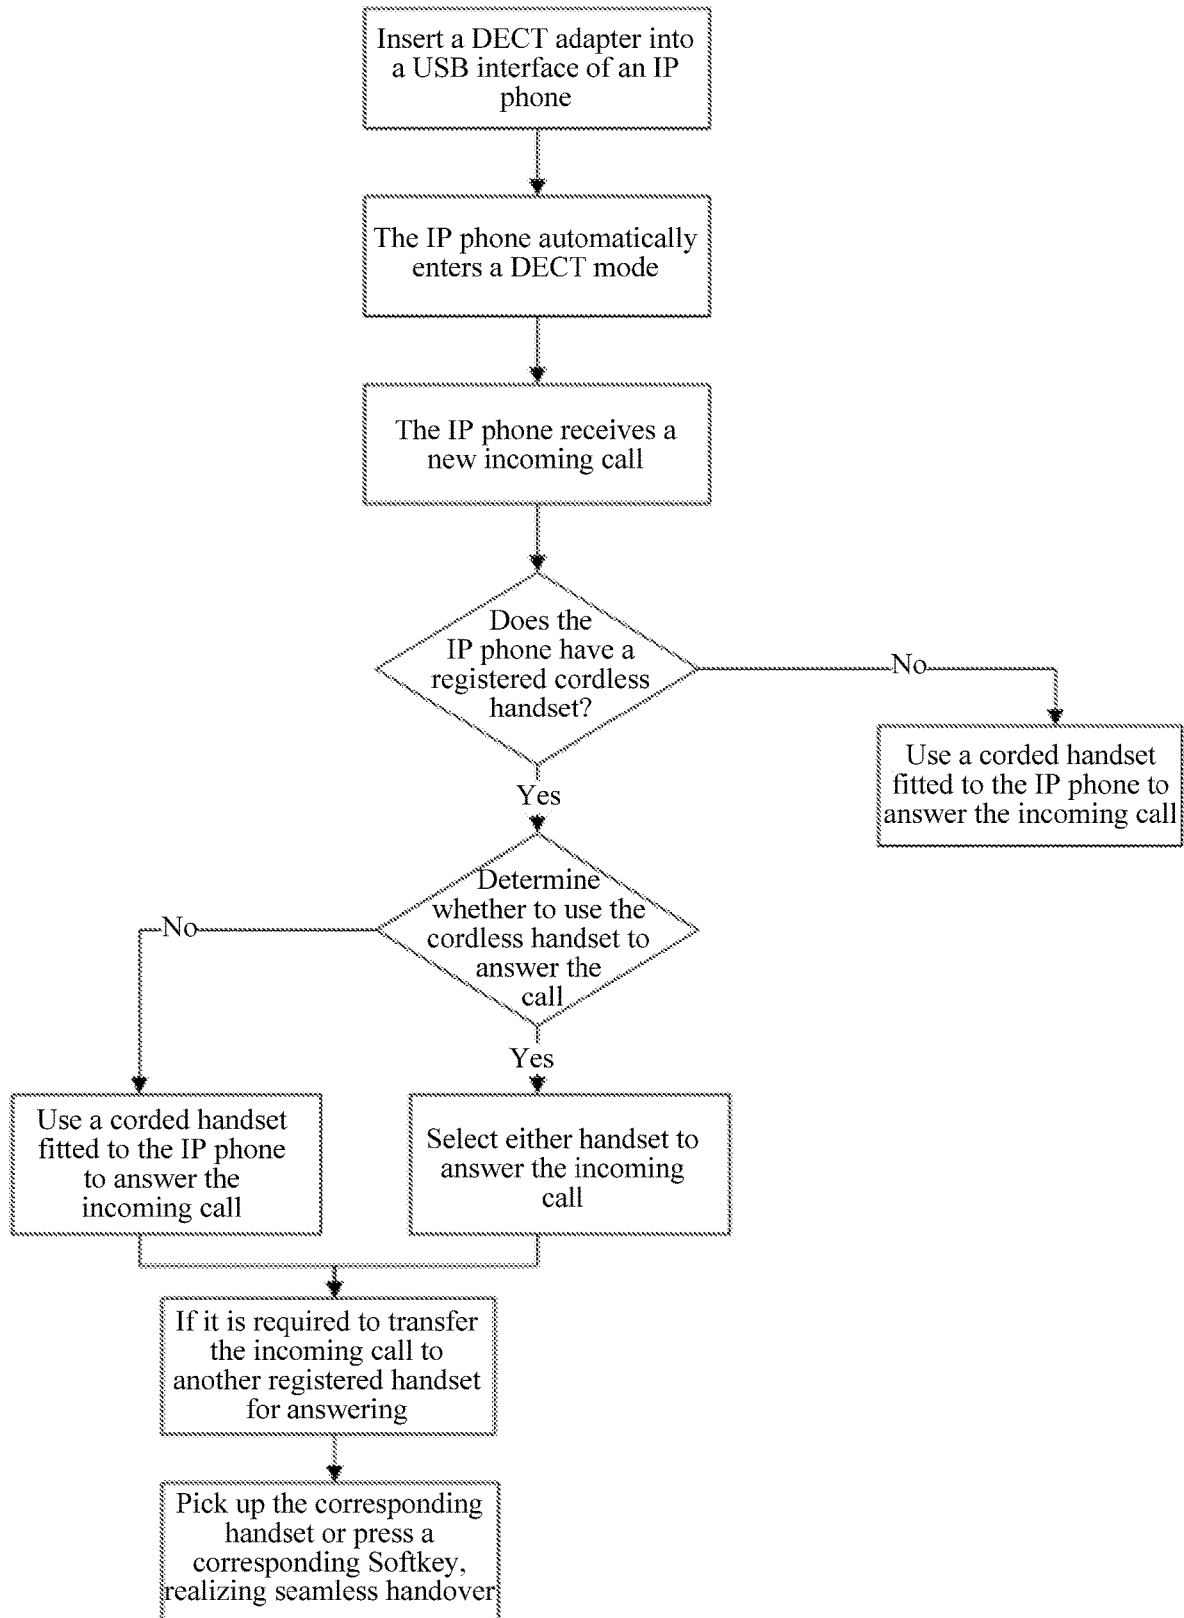 Insert a DECT adapter into
a USB interface of an IP
phone
The IP phone automatically
enters a DECT mode
The IP phone receives a
new incoming call
Does the
IP phone have a
registered cordless
handset?
No
Use a corded handset
fitted to the IP phone to
answer the incoming call
Yes
Determine
whether to use the
cordless handset to
answer the
call
No
Yes
Use a corded handset
fitted to the IP phone
to answer the
incoming call
Select either handset to
answer the incoming
call
If it is required to transfer
the incoming call to
another registered handset
for answering
Pick up the corresponding
handset or press a
corresponding Softkey,
realizing seamless handover